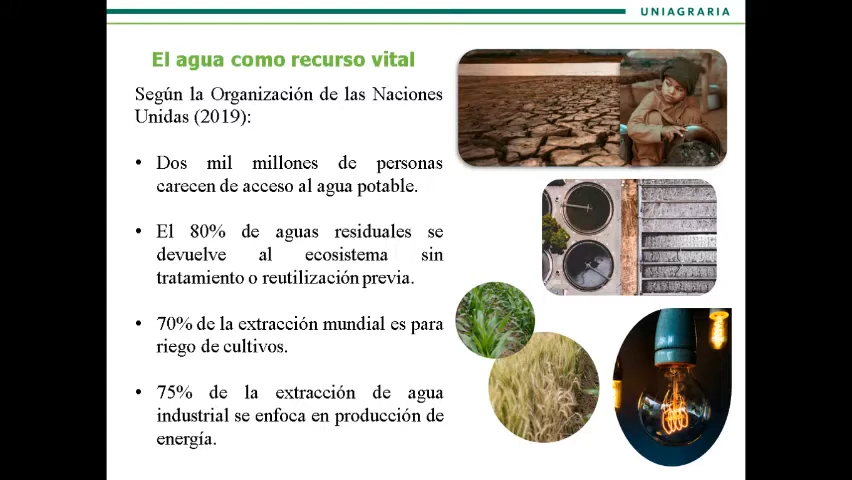 UNIAGRARIA
El agua como recurso vital
Según la Organización de las Naciones
Unidas (2019):
• Dos mil millones de personas
carecen de acceso al agua potable.
• El 80% de aguas residuales se
devuelve al ecosistema sin
tratamiento o reutilización previa.
• 70% de la extracción mundial es para
riego de cultivos.
• 75% de la extracción de agua
industrial se enfoca en producción de
energía.